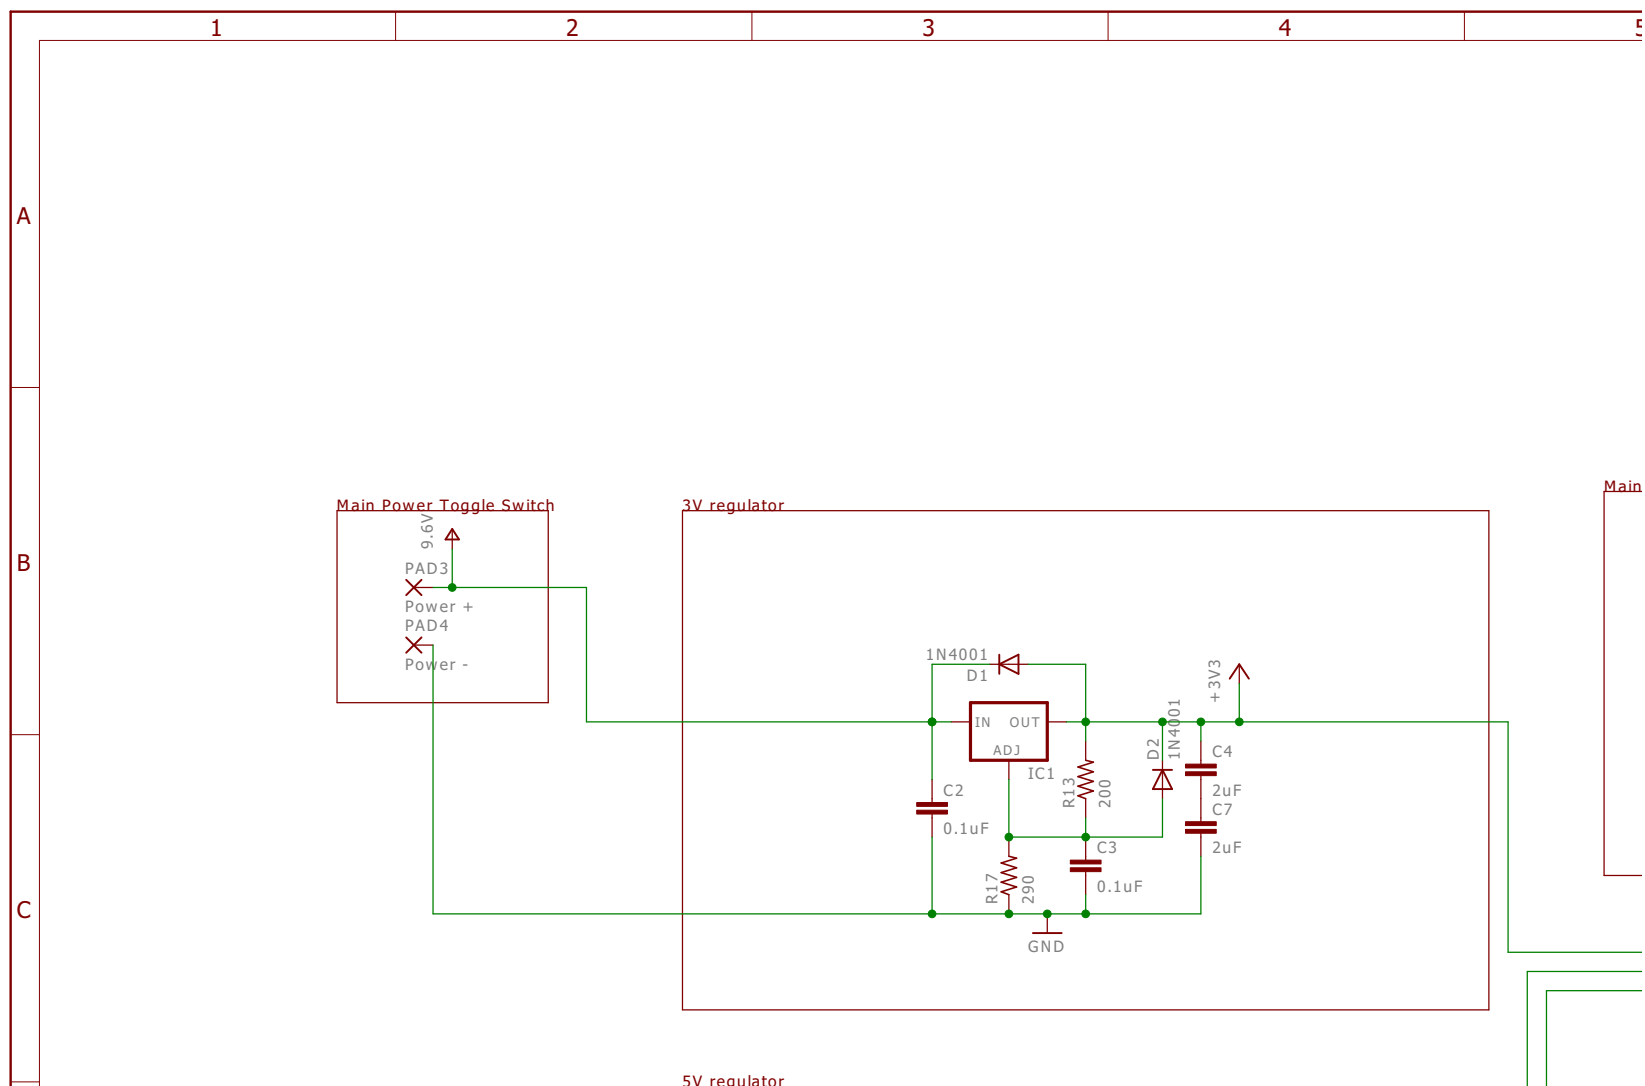 1 2 3 4 5
A
B
C
Main Power Toggle Switch
9.6V
PAD3
Power +
PAD4
Power -
3V regulator
1N4001
D1
IN OUT
ADJ
IC1
C2
0.1uF
R13
200
R17
290
C3
0.1uF
D2
1N4001
+3V3
C4
2uF
C7
2uF
GND
Main
5V regulator